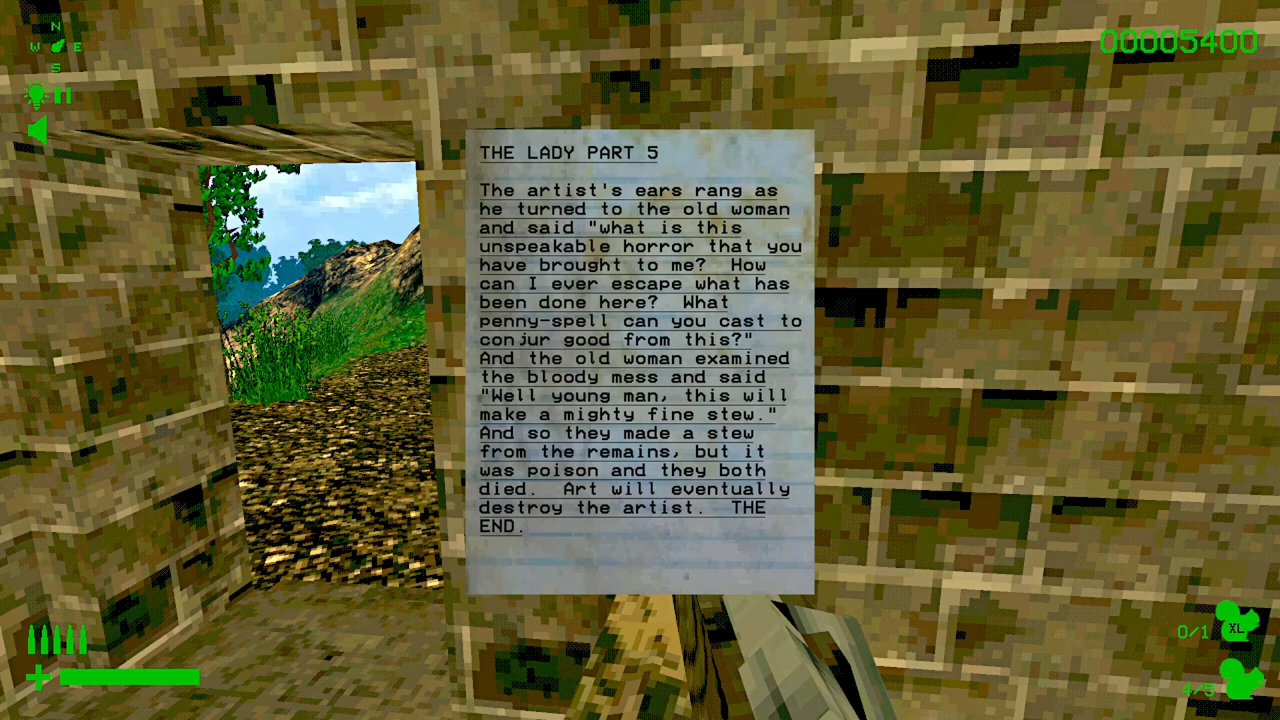 N
W E
S
00005400
THE LADY PART 5
The artist's ears rang as
he turned to the old woman
and said "what is this
unspeakable horror that you
have brought to me?  How
can I ever escape what has
been done here?  What
penny-spell can you cast to
conjur good from this?"
And the old woman examined
the bloody mess and said
"Well young man, this will
make a mighty fine stew."
And so they made a stew
from the remains, but it
was poison and they both
died.  Art will eventually
destroy the artist.  THE
END.
0/1 XL
4/5